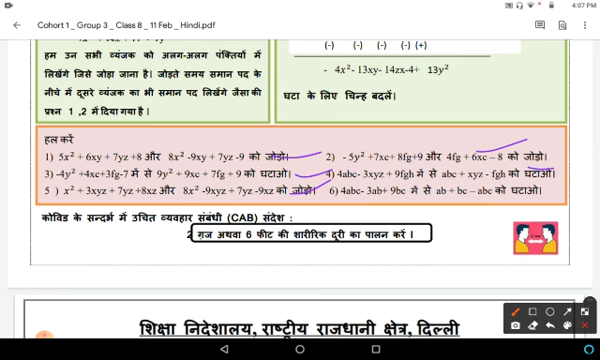 4:07 PM
Cohort 1 _ Group 3 _ Class 8 _ 11 Feb _ Hindi.pdf
हम उन सभी व्यंजक को अलग-अलग पंक्तियों में
लिखेंगे जिसे जोड़ा जाना है। जोड़ते समय समान पद के
नीचे में दूसरे व्यंजक का भी समान पद लिखेंगे जैसाकी
प्रश्न 1 ,2 में दिया गया है।
(-) (-) (-) (-) (+)
- 4x²- 13xy- 14zx-4+ 13y²
घटा के लिए चिन्ह बदलें।
हल करें
1) 5x² + 6xy + 7yz +8 और 8x² -9xy + 7yz -9 को जोड़ो। 2) - 5y² +7xc+ 8fg+9 और 4fg + 6xc – 8 को जोड़ो।
3) -4y² +4xc+3fg-7 में से 9y² + 9xc + 7fg + 9 को घटाओ। 4) 4abc- 3xyz + 9fgh में से abc + xyz - fgh को घटाओ।
5 ) x² + 3xyz + 7yz +8xz और 8x² -9xyz + 7yz -9xz को जोड़ो। 6) 4abc- 3ab+ 9bc में से ab + bc – abc को घटाओ।
कोविड के सन्दर्भ में उचित व्यवहार संबंधी (CAB) संदेश :
2 ग़ज अथवा 6 फीट की शारीरिक दूरी का पालन करें ।
शिक्षा निदेशालय, राष्ट्रीय राजधानी क्षेत्र, दिल्ली